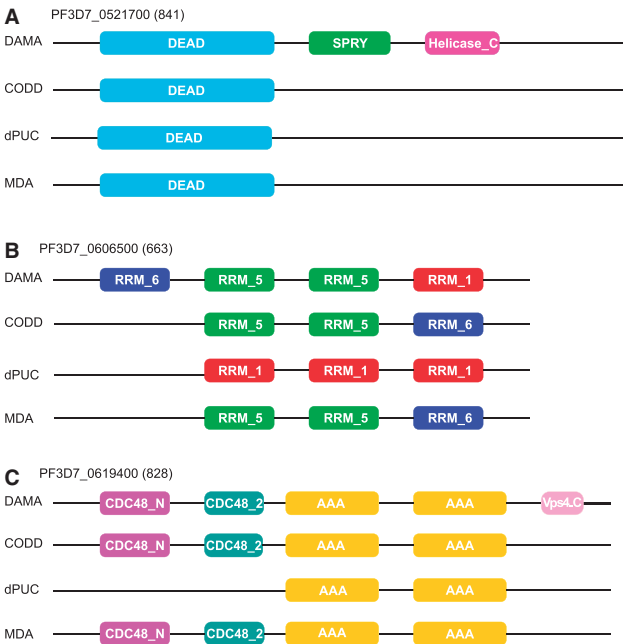 A PF3D7_0521700 (841)
DAMA DEAD SPRY Helicase_C
CODD DEAD
dPUC DEAD
MDA DEAD
B PF3D7_0606500 (663)
DAMA RRM_6 RRM_5 RRM_5 RRM_1
CODD RRM_5 RRM_5 RRM_6
dPUC RRM_1 RRM_1 RRM_1
MDA RRM_5 RRM_5 RRM_6
C PF3D7_0619400 (828)
DAMA CDC48_N CDC48_2 AAA AAA Vps4_C
CODD CDC48_N CDC48_2 AAA AAA
dPUC AAA AAA
MDA CDC48_N CDC48_2 AAA AAA